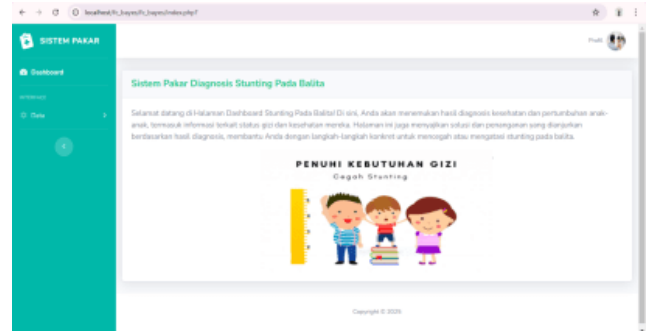 localhost/fc_bayes/fc_bayes/index.php?
SISTEM PAKAR
Profil
Dashboard
Sistem Pakar Diagnosis Stunting Pada Balita
INTERFACE
Data
Selamat datang di Halaman Dashboard Stunting Pada Balita! Di sini, Anda akan menemukan hasil diagnosis kesehatan dan pertumbuhan anak-
anak, termasuk informasi terkait status gizi dan kesehatan mereka. Halaman ini juga menyajikan solusi dan penanganan yang dianjurkan
berdasarkan hasil diagnosis, membantu Anda dengan langkah-langkah konkret untuk mencegah atau mengatasi stunting pada balita.
PENUHI KEBUTUHAN GIZI
Cegah Stunting
Copyright ©